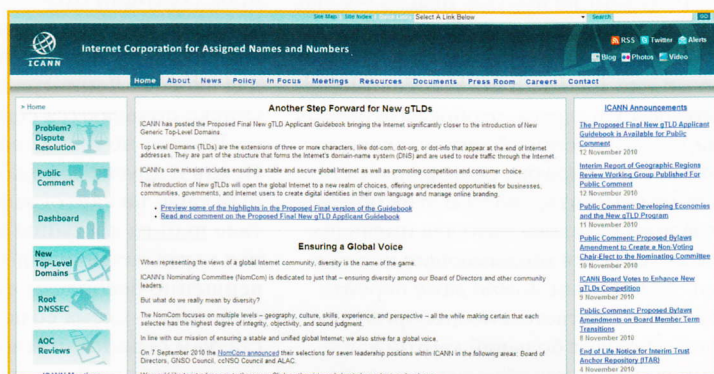 Site Map Site Index Select A Link Below Search GO
ICANN
Internet Corporation for Assigned Names and Numbers
RSS Twitter Alerts
Blog Photos Video
Home About News Policy In Focus Meetings Resources Documents Press Room Careers Contact
> Home
Problem?
Dispute
Resolution
Public
Comment
Dashboard
New
Top-Level
Domains
Root
DNSSEC
AOC
Reviews
Another Step Forward for New gTLDs
ICANN has posted the Proposed Final New gTLD Applicant Guidebook bringing the Internet significantly closer to the introduction of New
Generic Top-Level Domains.
Top Level Domains (TLDs) are the extensions of three or more characters, like dot-com, dot-org, or dot-info that appear at the end of Internet
addresses. They are part of the structure that forms the Internet's domain-name system (DNS) and are used to route traffic through the Internet.
ICANN's core mission includes ensuring a stable and secure global Internet as well as promoting competition and consumer choice.
The introduction of New gTLDs will open the global Internet to a new realm of choices, offering unprecedented opportunities for businesses,
communities, governments, and Internet users to create digital identities in their own language and manage online branding.
• Preview some of the highlights in the Proposed Final version of the Guidebook
• Read and comment on the Proposed Final New gTLD Applicant Guidebook
Ensuring a Global Voice
When representing the views of a global Internet community, diversity is the name of the game.
ICANN's Nominating Committee (NomCom) is dedicated to just that – ensuring diversity among our Board of Directors and other community
leaders.
But what do we really mean by diversity?
The NomCom focuses on multiple levels – geography, culture, skills, experience, and perspective – all the while making certain that each
selectee has the highest degree of integrity, objectivity, and sound judgment.
In line with our mission of ensuring a stable and unified global Internet; we also strive for a global voice.
On 7 September 2010 the NomCom announced their selections for seven leadership positions within ICANN in the following areas: Board of
Directors, GNSO Council, ccNSO Council and ALAC.
ICANN Announcements
The Proposed Final New gTLD Applicant
Guidebook is Available for Public
Comment
12 November 2010
Interim Report of Geographic Regions
Review Working Group Published For
Public Comment
12 November 2010
Public Comment: Developing Economies
and the New gTLD Program
11 November 2010
Public Comment: Proposed Bylaws
Amendment to Create a Non Voting
Chair-Elect to the Nominating Committee
10 November 2010
ICANN Board Votes to Enhance New
gTLDs Competition
9 November 2010
Public Comment: Proposed Bylaws
Amendments on Board Member Term
Transitions
8 November 2010
End of Life Notice for Interim Trust
Anchor Repository (ITAR)
4 November 2010